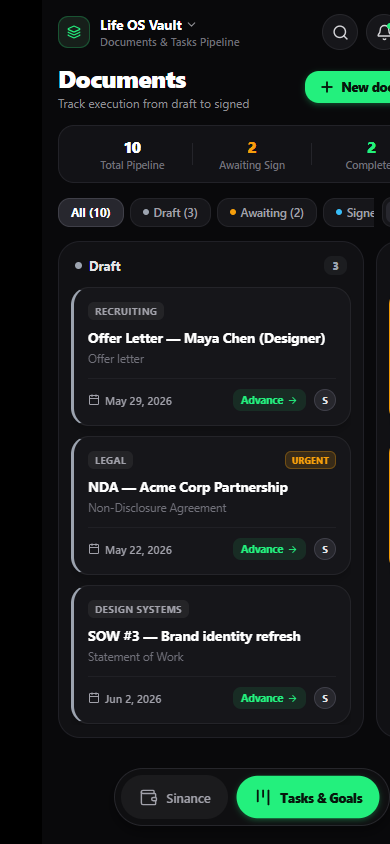 Life OS Vault
Documents & Tasks Pipeline
Documents
New doc
Track execution from draft to signed
10
Total Pipeline
2
Awaiting Sign
2
Complete
All (10)
Draft (3)
Awaiting (2)
Signe
Draft
3
RECRUITING
Offer Letter — Maya Chen (Designer)
Offer letter
May 29, 2026
Advance →
S
LEGAL
URGENT
NDA — Acme Corp Partnership
Non-Disclosure Agreement
May 22, 2026
Advance →
S
DESIGN SYSTEMS
SOW #3 — Brand identity refresh
Statement of Work
Jun 2, 2026
Advance →
S
Sinance
Tasks & Goals